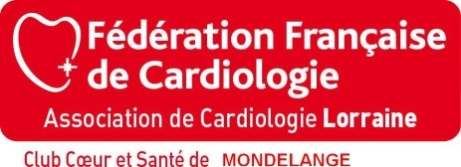 Fédération Française
de Cardiologie
Association de Cardiologie Lorraine
Club Cœur et Santé de MONDELANGE